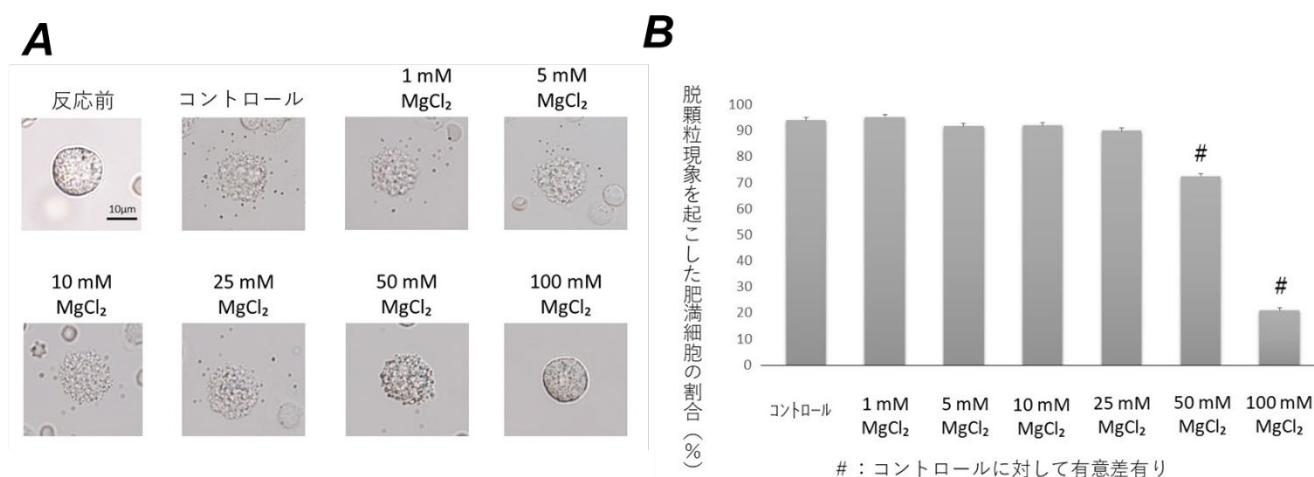 A
反応前
コントロール
1 mM
MgCl₂
5 mM
MgCl₂
10μm
10 mM
MgCl₂
25 mM
MgCl₂
50 mM
MgCl₂
100 mM
MgCl₂
B
脱顆粒現象を起こした肥満細胞の割合（%）
100
90
80
70
60
50
40
30
20
10
0
#
#
コントロール
1 mM
MgCl₂
5 mM
MgCl₂
10 mM
MgCl₂
25 mM
MgCl₂
50 mM
MgCl₂
100 mM
MgCl₂
#：コントロールに対して有意差有り